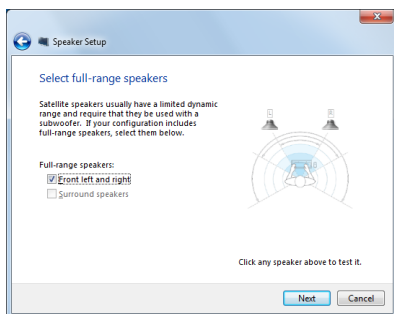 Speaker Setup
Select full-range speakers
Satellite speakers usually have a limited dynamic
range and require that they be used with a
subwoofer. If your configuration includes
full-range speakers, select them below.
Full-range speakers:
Front left and right
Surround speakers
Click any speaker above to test it.
Next Cancel